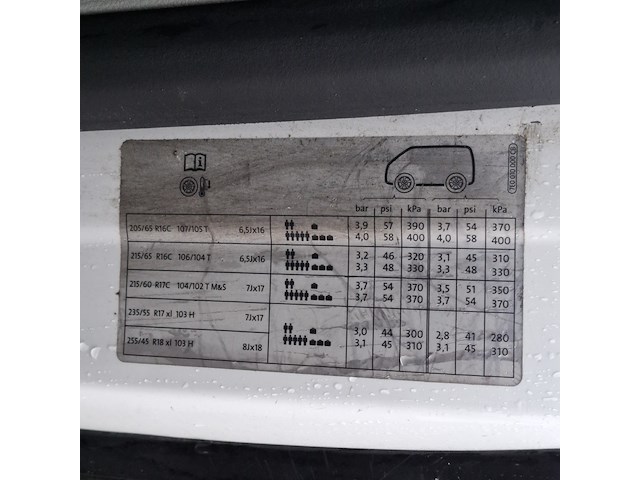 bar psi kPa bar psi kPa
205/65 R16C 107/105 T 6,5Jx16 3,9 57 390 3,7 54 370
4,0 58 400 4,0 58 400
215/65 R16C 106/104 T 6,5Jx16 3,2 46 320 3,1 45 310
3,3 48 330 3,3 48 330
215/60 R17C 104/102 T M&S 7Jx17 3,7 54 370 3,5 51 350
3,7 54 370 3,7 54 370
235/55 R17 xl 103 H 7Jx17
255/45 R18 xl 103 H 8Jx18 3,0 44 300 2,8 41 280
3,1 45 310 3,1 45 310